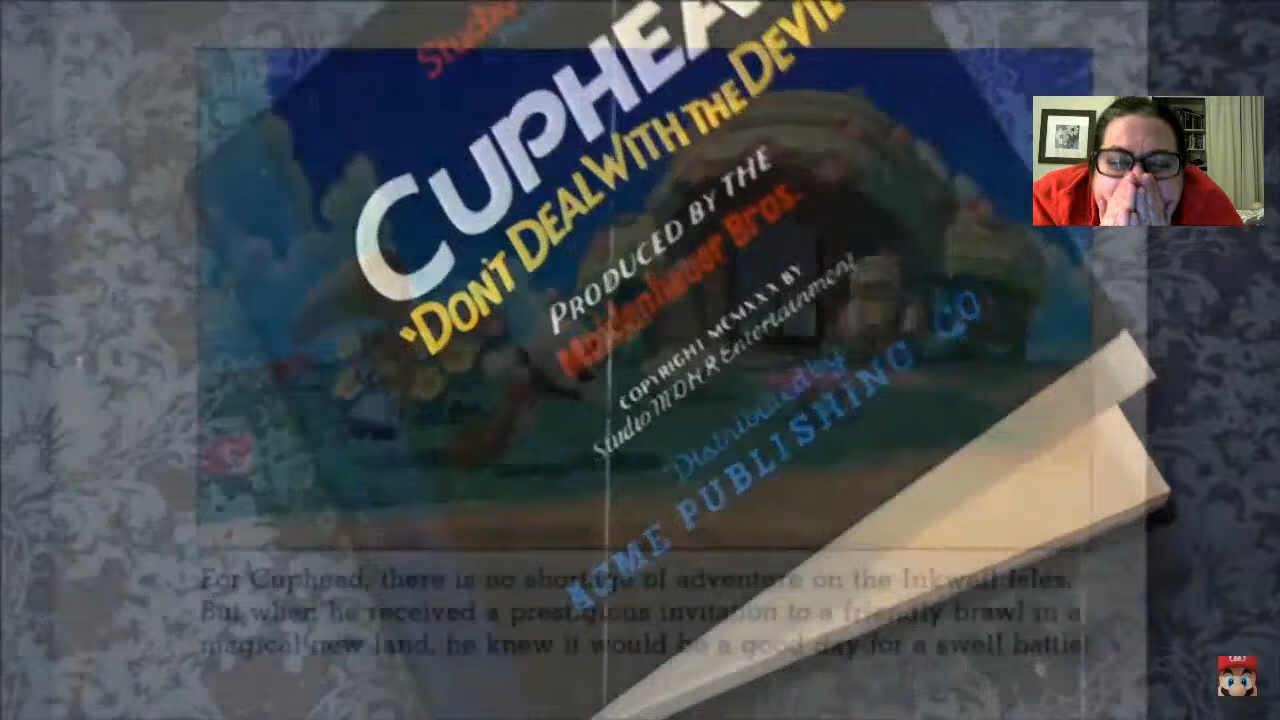 Studio
CUPHEA
"DON'T DEAL WITH THE DEVIL
PRODUCED BY THE
Moldenhauer Bros.
COPYRIGHT MCMXXX BY
Studio MDHR Entertainment
Distributed by
ACME PUBLISHING CO
For Cuphead, there is no shortage of adventure on the Inkwell Isles.
But when he received a prestigious invitation to a friendly brawl in a
magical new land, he knew it would be a good day for a swell battle!